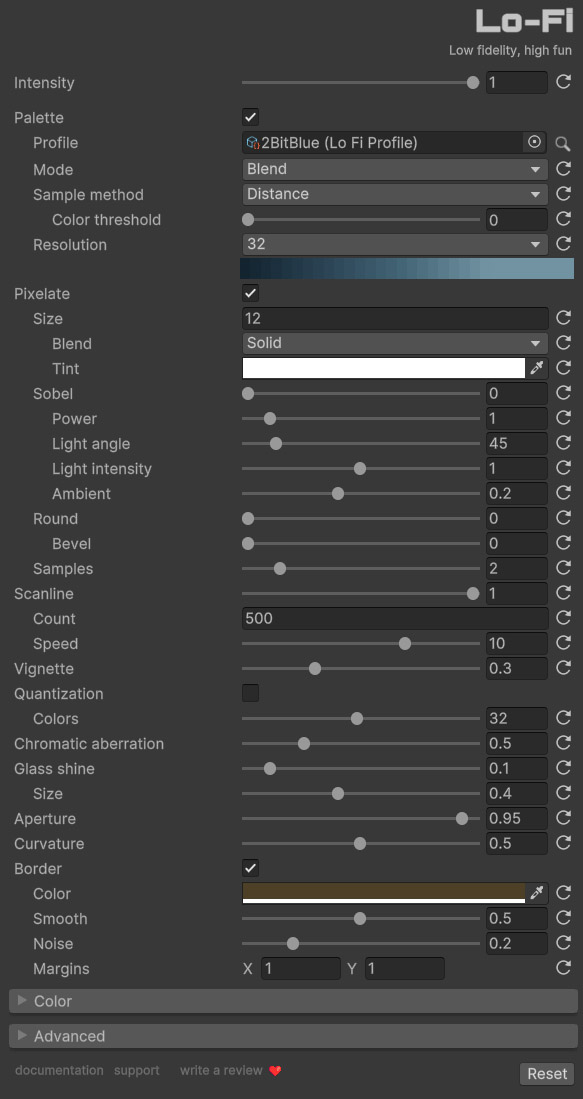 Lo-Fi
Low fidelity, high fun
Intensity 1
Palette
Profile 2BitBlue (Lo Fi Profile)
Mode Blend
Sample method Distance
Color threshold 0
Resolution 32
Pixelate
Size 12
Blend Solid
Tint
Sobel 0
Power 1
Light angle 45
Light intensity 1
Ambient 0.2
Round 0
Bevel 0
Samples 2
Scanline 1
Count 500
Speed 10
Vignette 0.3
Quantization
Colors 32
Chromatic aberration 0.5
Glass shine 0.1
Size 0.4
Aperture 0.95
Curvature 0.5
Border
Color
Smooth 0.5
Noise 0.2
Margins X 1 Y 1
Color
Advanced
documentation support write a review Reset